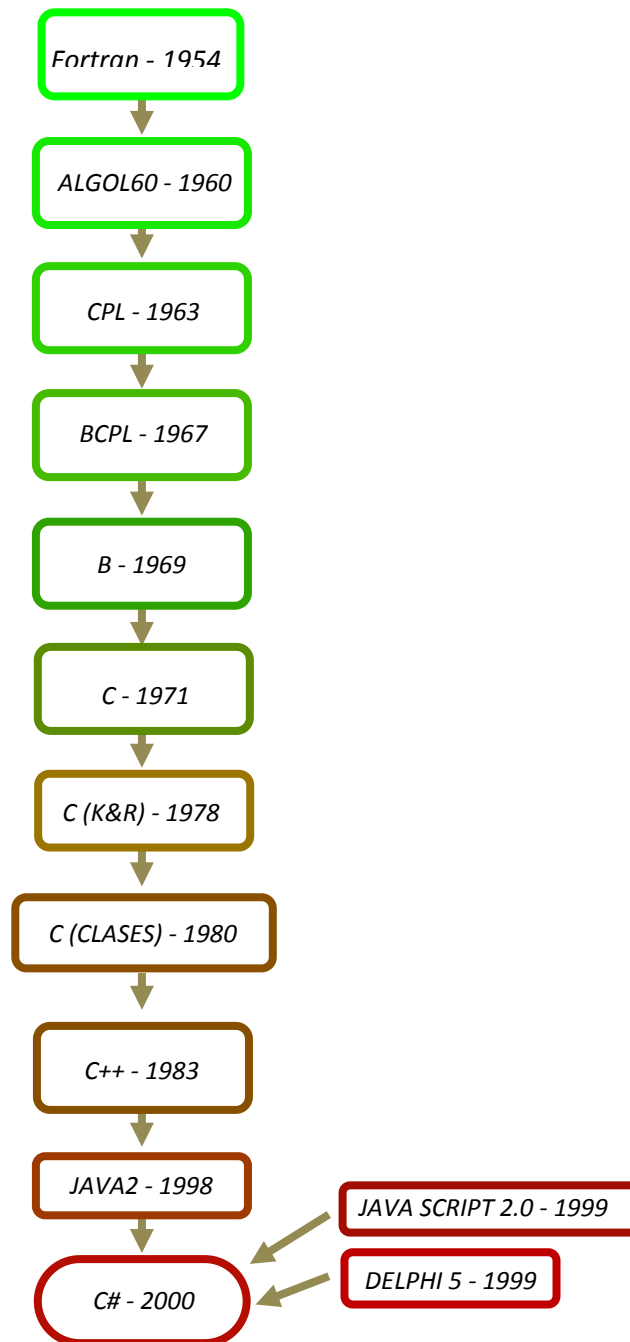 Fortran - 1954
ALGOL60 - 1960
CPL - 1963
BCPL - 1967
B - 1969
C - 1971
C (K&R) - 1978
C (CLASES) - 1980
C++ - 1983
JAVA2 - 1998
JAVA SCRIPT 2.0 - 1999
DELPHI 5 - 1999
C# - 2000